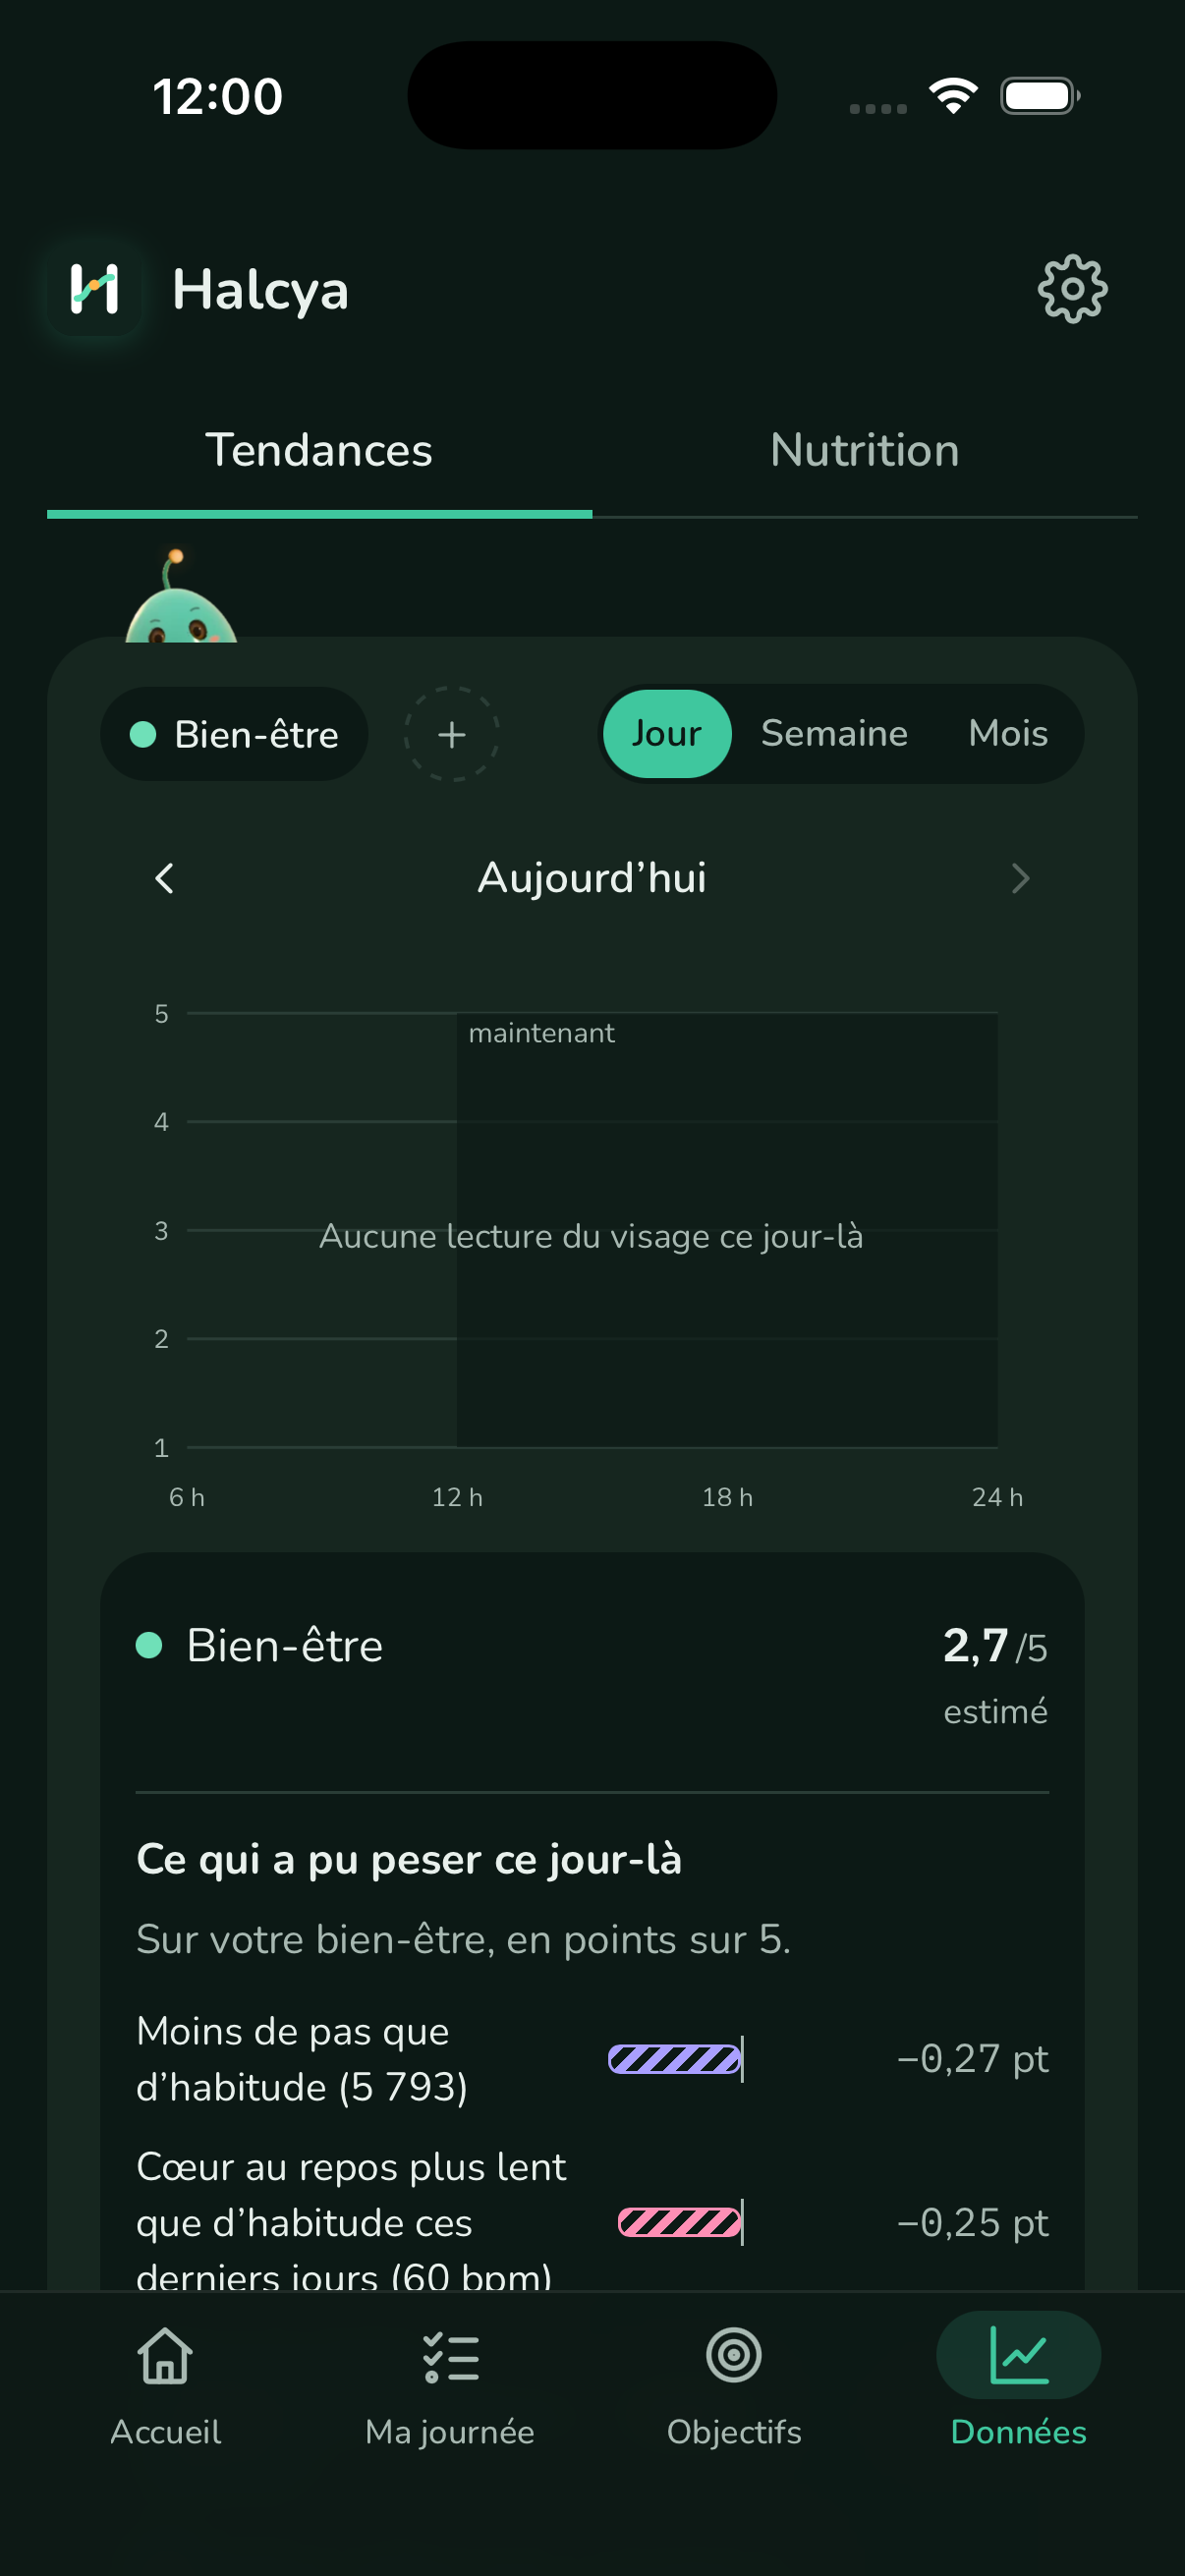 12:00
Halcya
Tendances
Nutrition
Bien-être
+
Jour
Semaine
Mois
Aujourd’hui
5
maintenant
4
3
Aucune lecture du visage ce jour-là
2
1
6 h
12 h
18 h
24 h
Bien-être
2,7 /5
estimé
Ce qui a pu peser ce jour-là
Sur votre bien-être, en points sur 5.
Moins de pas que
d’habitude (5 793)
−0,27 pt
Cœur au repos plus lent
que d’habitude ces
derniers jours (60 bpm)
−0,25 pt
Accueil
Ma journée
Objectifs
Données